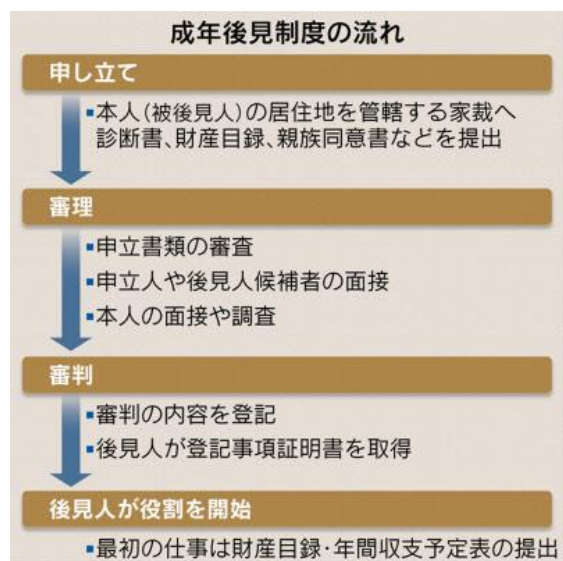 成年後見制度の流れ
申し立て
▪本人(被後見人)の居住地を管轄する家裁へ
診断書、財産目録、親族同意書などを提出
審理
▪申立書類の審査
▪申立人や後見人候補者の面接
▪本人の面接や調査
審判
▪審判の内容を登記
▪後見人が登記事項証明書を取得
後見人が役割を開始
▪最初の仕事は財産目録・年間収支予定表の提出